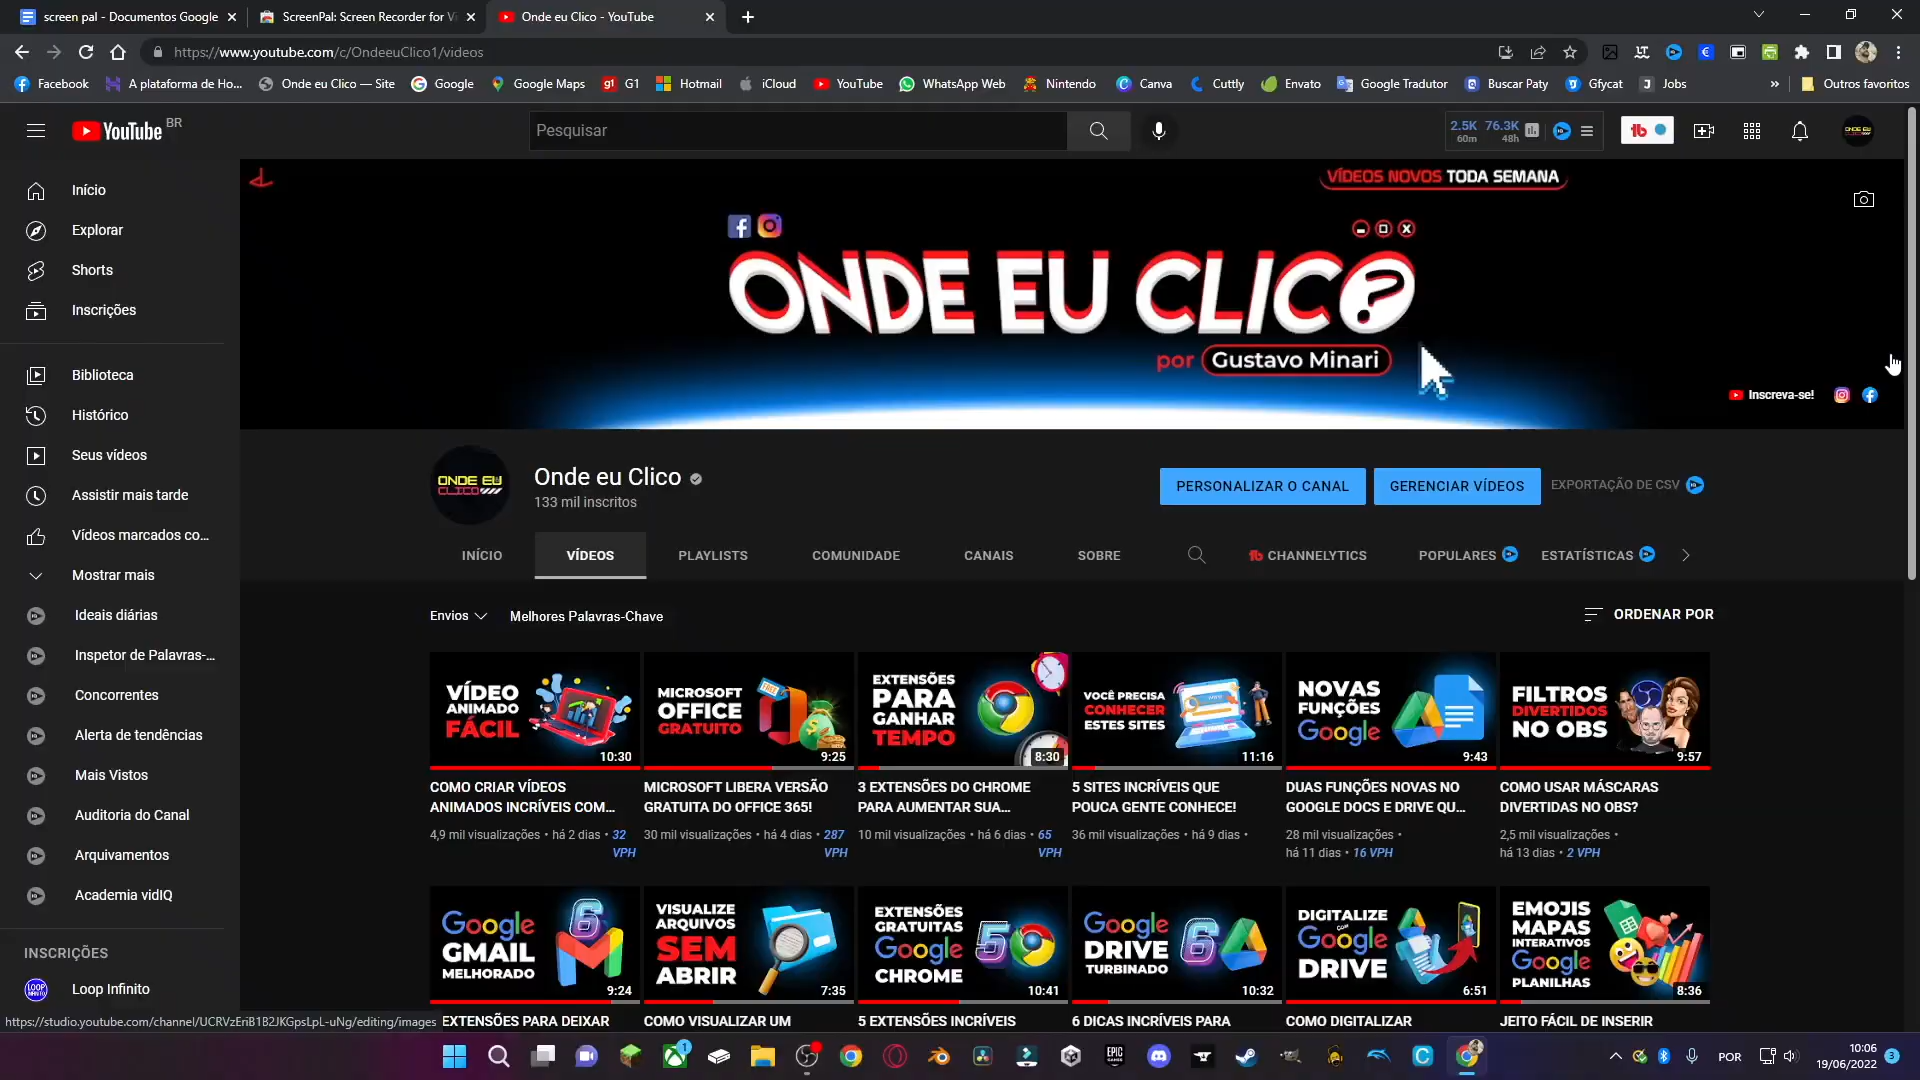 screen pal - Documentos Google
ScreenPal: Screen Recorder for Vi
Onde eu Clico - YouTube
https://www.youtube.com/c/OndeeuClico1/videos
Facebook
A plataforma de Ho...
Onde eu Clico — Site
Google
Google Maps
G1
Hotmail
iCloud
YouTube
WhatsApp Web
Nintendo
Canva
Cuttly
Envato
Google Tradutor
Buscar Paty
Gfycat
Jobs
»
Outros favoritos
YouTube BR
Pesquisar
2.5K 76.3K
60m 48h
tb
Início
Explorar
Shorts
Inscrições
Biblioteca
Histórico
Seus vídeos
Assistir mais tarde
Vídeos marcados co...
Mostrar mais
Ideais diárias
Inspetor de Palavras-...
Concorrentes
Alerta de tendências
Mais Vistos
Auditoria do Canal
Arquivamentos
Academia vidIQ
INSCRIÇÕES
Loop Infinito
VÍDEOS NOVOS TODA SEMANA
ONDE EU CLICO?
por Gustavo Minari
Inscreva-se!
ONDE EU
CLICO
Onde eu Clico
133 mil inscritos
PERSONALIZAR O CANAL
GERENCIAR VÍDEOS
EXPORTAÇÃO DE CSV
INÍCIO
VÍDEOS
PLAYLISTS
COMUNIDADE
CANAIS
SOBRE
tb CHANNELYTICS
POPULARES
ESTATÍSTICAS
Envios
Melhores Palavras-Chave
ORDENAR POR
VÍDEO
ANIMADO
FÁCIL
10:30
COMO CRIAR VÍDEOS
ANIMADOS INCRÍVEIS COM...
4,9 mil visualizações • há 2 dias • 32
VPH
MICROSOFT
OFFICE
GRATUITO
FREE
9:25
MICROSOFT LIBERA VERSÃO
GRATUITA DO OFFICE 365!
30 mil visualizações • há 4 dias • 287
VPH
EXTENSÕES
PARA
GANHAR
TEMPO
8:30
3 EXTENSÕES DO CHROME
PARA AUMENTAR SUA...
10 mil visualizações • há 6 dias • 65
VPH
VOCÊ PRECISA
CONHECER
ESTES SITES
11:16
5 SITES INCRÍVEIS QUE
POUCA GENTE CONHECE!
36 mil visualizações • há 9 dias •
NOVAS
FUNÇÕES
Google
9:43
DUAS FUNÇÕES NOVAS NO
GOOGLE DOCS E DRIVE QU...
28 mil visualizações •
há 11 dias • 16 VPH
FILTROS
DIVERTIDOS
NO OBS
9:57
COMO USAR MÁSCARAS
DIVERTIDAS NO OBS?
2,5 mil visualizações •
há 13 dias • 2 VPH
Google
GMAIL
MELHORADO
6
9:24
EXTENSÕES PARA DEIXAR
VISUALIZE
ARQUIVOS
SEM
ABRIR
7:35
COMO VISUALIZAR UM
EXTENSÕES
GRATUITAS
Google
CHROME
5
10:41
5 EXTENSÕES INCRÍVEIS
Google
DRIVE
TURBINADO
6
10:32
6 DICAS INCRÍVEIS PARA
DIGITALIZE
com
Google
DRIVE
6:51
COMO DIGITALIZAR
EMOJIS
MAPAS
INTERATIVOS
Google
PLANILHAS
8:36
JEITO FÁCIL DE INSERIR
https://studio.youtube.com/channel/UCRVzEriB1B2JKGpsLpL-uNg/editing/images
POR
10:06
19/06/2022
3